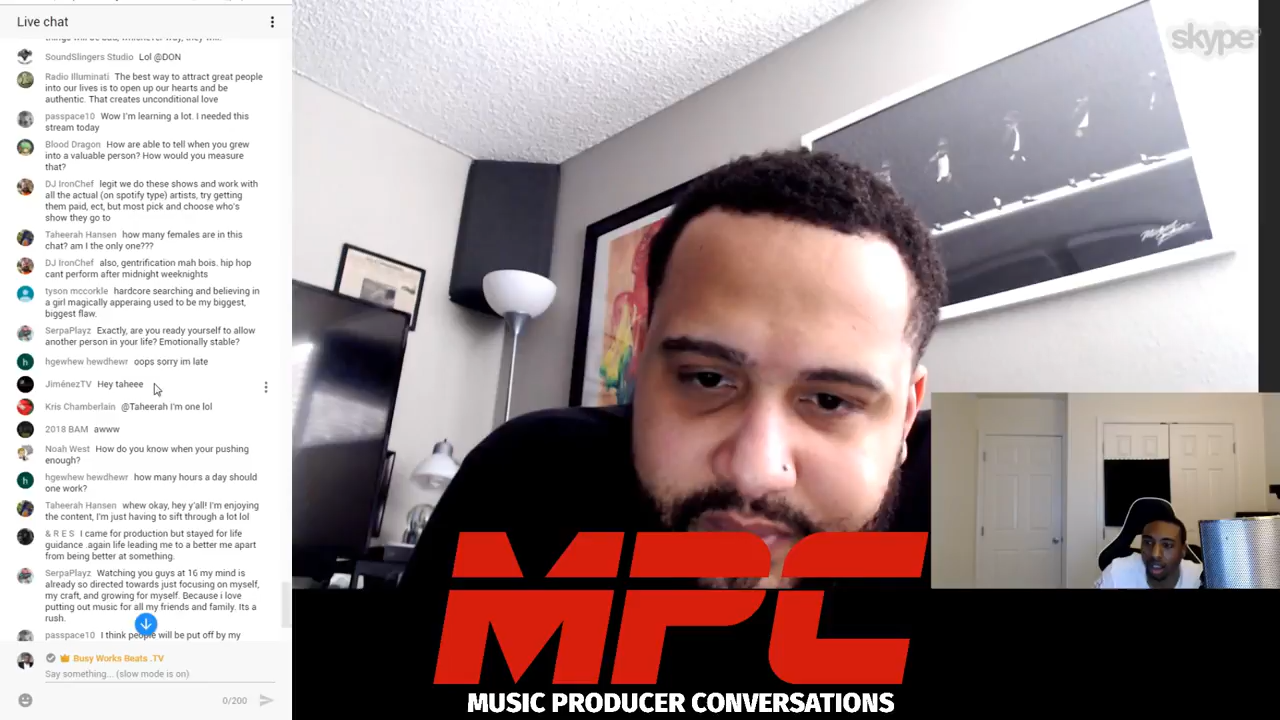 Live chat
SoundSlingers Studio Lol @DON
Radio Illuminati The best way to attract great people
into our lives is to open up our hearts and be
authentic. That creates unconditional love
passpace10 Wow I'm learning a lot. I needed this
stream today
Blood Dragon How are able to tell when you grew
into a valuable person? How would you measure
that?
DJ IronChef legit we do these shows and work with
all the actual (on spotify type) artists, try getting
them paid, ect, but most pick and choose who's
show they go to
Taheerah Hansen how many females are in this
chat? am I the only one???
DJ IronChef also, gentrification mah bois. hip hop
cant perform after midnight weeknights
tyson mccorkle hardcore searching and believing in
a girl magically apperaing used to be my biggest,
biggest flaw.
SerpaPlayz Exactly, are you ready yourself to allow
another person in your life? Emotionally stable?
hgewhew hewdhewr oops sorry im late
JiménezTV Hey taheee
Kris Chamberlain @Taheerah I'm one lol
2018 BAM awww
Noah West How do you know when your pushing
enough?
hgewhew hewdhewr how many hours a day should
one work?
Taheerah Hansen whew okay, hey y'all! I'm enjoying
the content, I'm just having to sift through a lot lol
& R E S I came for production but stayed for life
guidance .again life leading me to a better me apart
from being better at something.
SerpaPlayz Watching you guys at 16 my mind is
already so directed towards just focusing on myself,
my craft, and growing for myself. Because i love
putting out music for all my friends and family. Its a
rush.
passpace10 I think people will be put off by my
Busy Works Beats .TV
Say something... (slow mode is on)
0/200
skype
MPC
MUSIC PRODUCER CONVERSATIONS